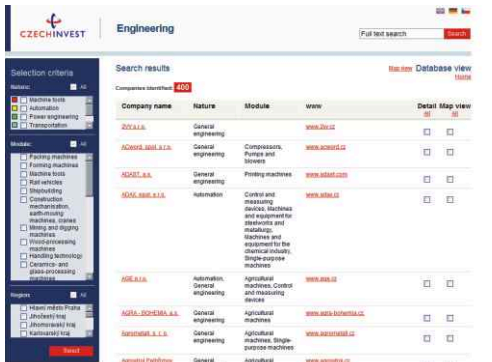 CZECHINVEST
Engineering
Full text search
Search
Selection criteria
Nature:
All
Machine tools
Automation
Power engineering
Transportation
Module:
All
Packing machines
Forming machines
Machine tools
Rail vehicles
Shipbuilding
Construction
mechanisation,
earth-moving
machines, cranes
Mining and digging
machines
Wood-processing
machines
Handling technology
Ceramics- and
glass-processing
machines
Region:
All
Hlavní město Praha
Jihočeský kraj
Jihomoravský kraj
Karlovarský kraj
Reset
Search results
Map view Database view
Home
Companies identified: 400
Company name Nature Module www Detail Map view
All All
2VV s.r.o. General
engineering www.2vv.cz
ACword, spol. s r.o. General
engineering Compressors,
Pumps and
blowers www.acword.cz
ADAST, a.s. General
engineering Printing machines www.adast.com
Automation Control and
measuring
devices, Machines
and equipment for
steelworks and
metallurgy,
Machines and
equipment for the
chemical industry,
Single-purpose
machines
AGE s.r.o. Automation,
General
engineering Agricultural
machines, Control
and measuring
devices www.age.cz
AGRA - BOHEMIA, s.r. General
engineering Agricultural
machines www.agra-bohemia.cz
Agrometall, s. r. o. General
engineering Agricultural
machines, Single-
purpose machines www.agrometall.cz
General Agricultural